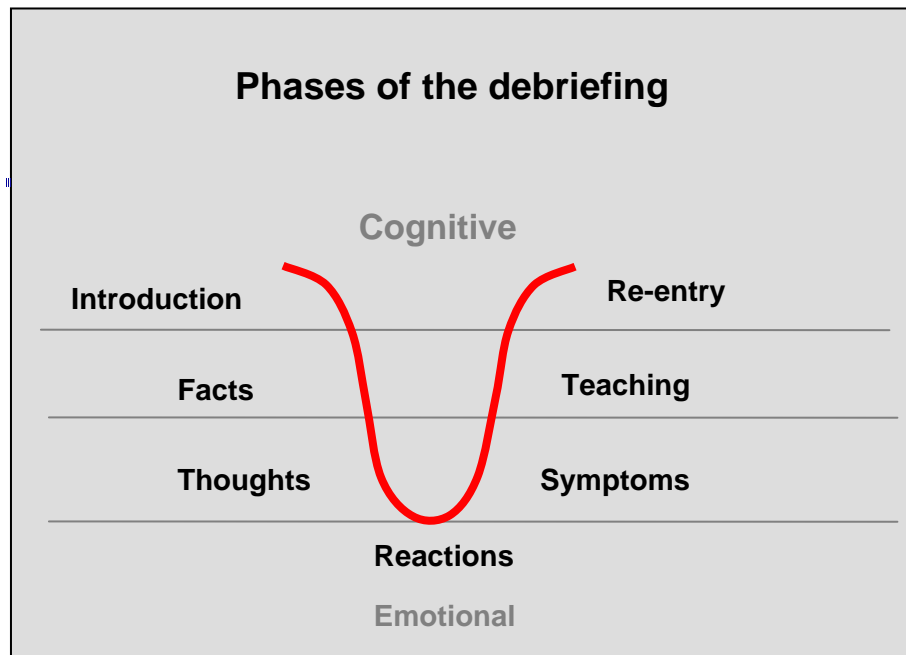 Phases of the debriefing
Cognitive
Introduction
Re-entry
Facts
Teaching
Thoughts
Symptoms
Reactions
Emotional